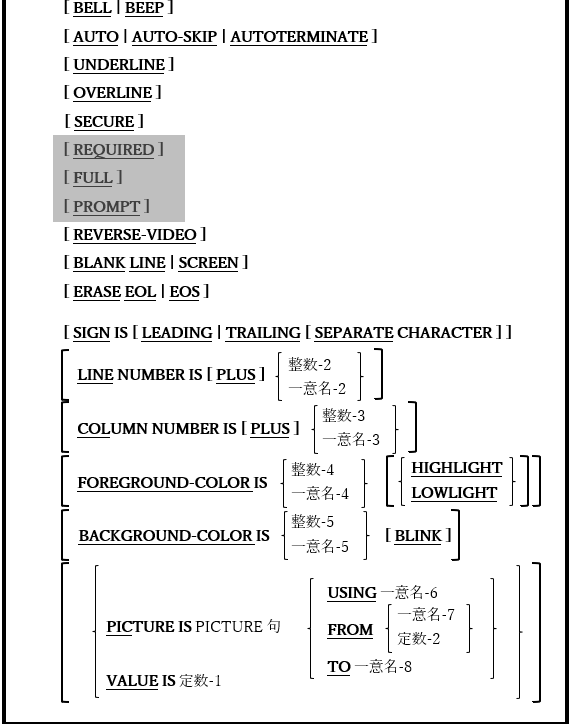 [ BELL | BEEP ]
[ AUTO | AUTO-SKIP | AUTOTERMINATE ]
[ UNDERLINE ]
[ OVERLINE ]
[ SECURE ]
[ REQUIRED ]
[ FULL ]
[ PROMPT ]
[ REVERSE-VIDEO ]
[ BLANK LINE | SCREEN ]
[ ERASE EOL | EOS ]
[ SIGN IS [ LEADING | TRAILING [ SEPARATE CHARACTER ] ]
LINE NUMBER IS [ PLUS ]
整数-2
一意名-2
COLUMN NUMBER IS [ PLUS ]
整数-3
一意名-3
FOREGROUND-COLOR IS
整数-4
一意名-4
HIGHLIGHT
LOWLIGHT
BACKGROUND-COLOR IS
整数-5
一意名-5
[ BLINK ]
PICTURE IS PICTURE 句
USING 一意名-6
FROM
一意名-7
定数-2
TO 一意名-8
VALUE IS 定数-1